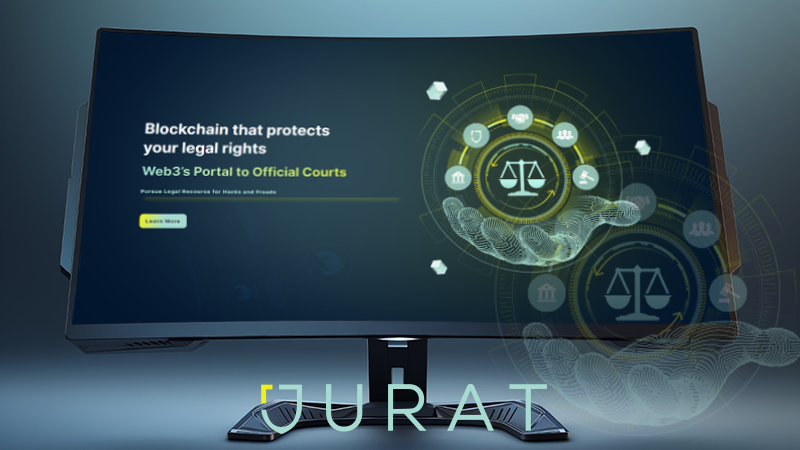 Blockchain that protects
your legal rights
Web3's Portal to Official Courts
Pursue Legal Recourse for Hacks and Frauds
Learn More
JURAT